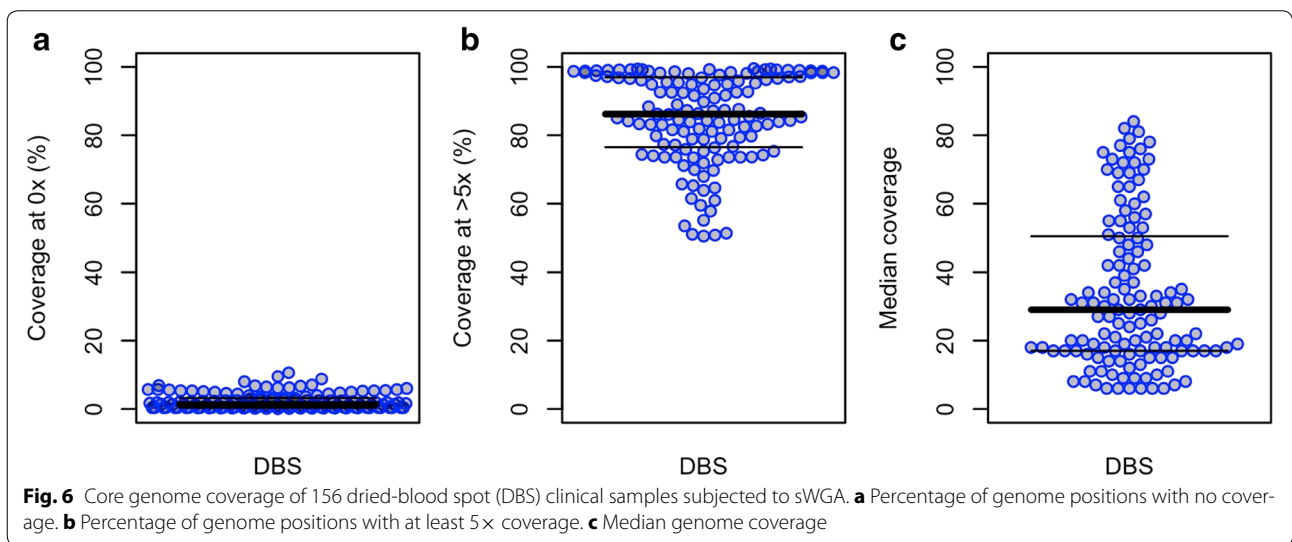 a
b
c
Coverage at 0x (%)
0 20 40 60 80 100
DBS
Coverage at >5x (%)
0 20 40 60 80 100
DBS
Median coverage
0 20 40 60 80 100
DBS
Fig. 6 Core genome coverage of 156 dried-blood spot (DBS) clinical samples subjected to sWGA. a Percentage of genome positions with no cover-
age. b Percentage of genome positions with at least 5× coverage. c Median genome coverage